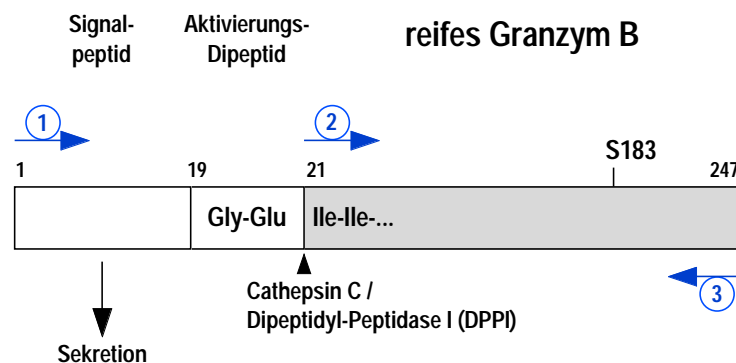 Signal-
peptid
Aktivierungs-
Dipeptid
reifes Granzym B
1
2
1
19
21
S183
247
Gly-Glu
Ile-Ile-...
Cathepsin C /
Dipeptidyl-Peptidase I (DPPI)
3
Sekretion